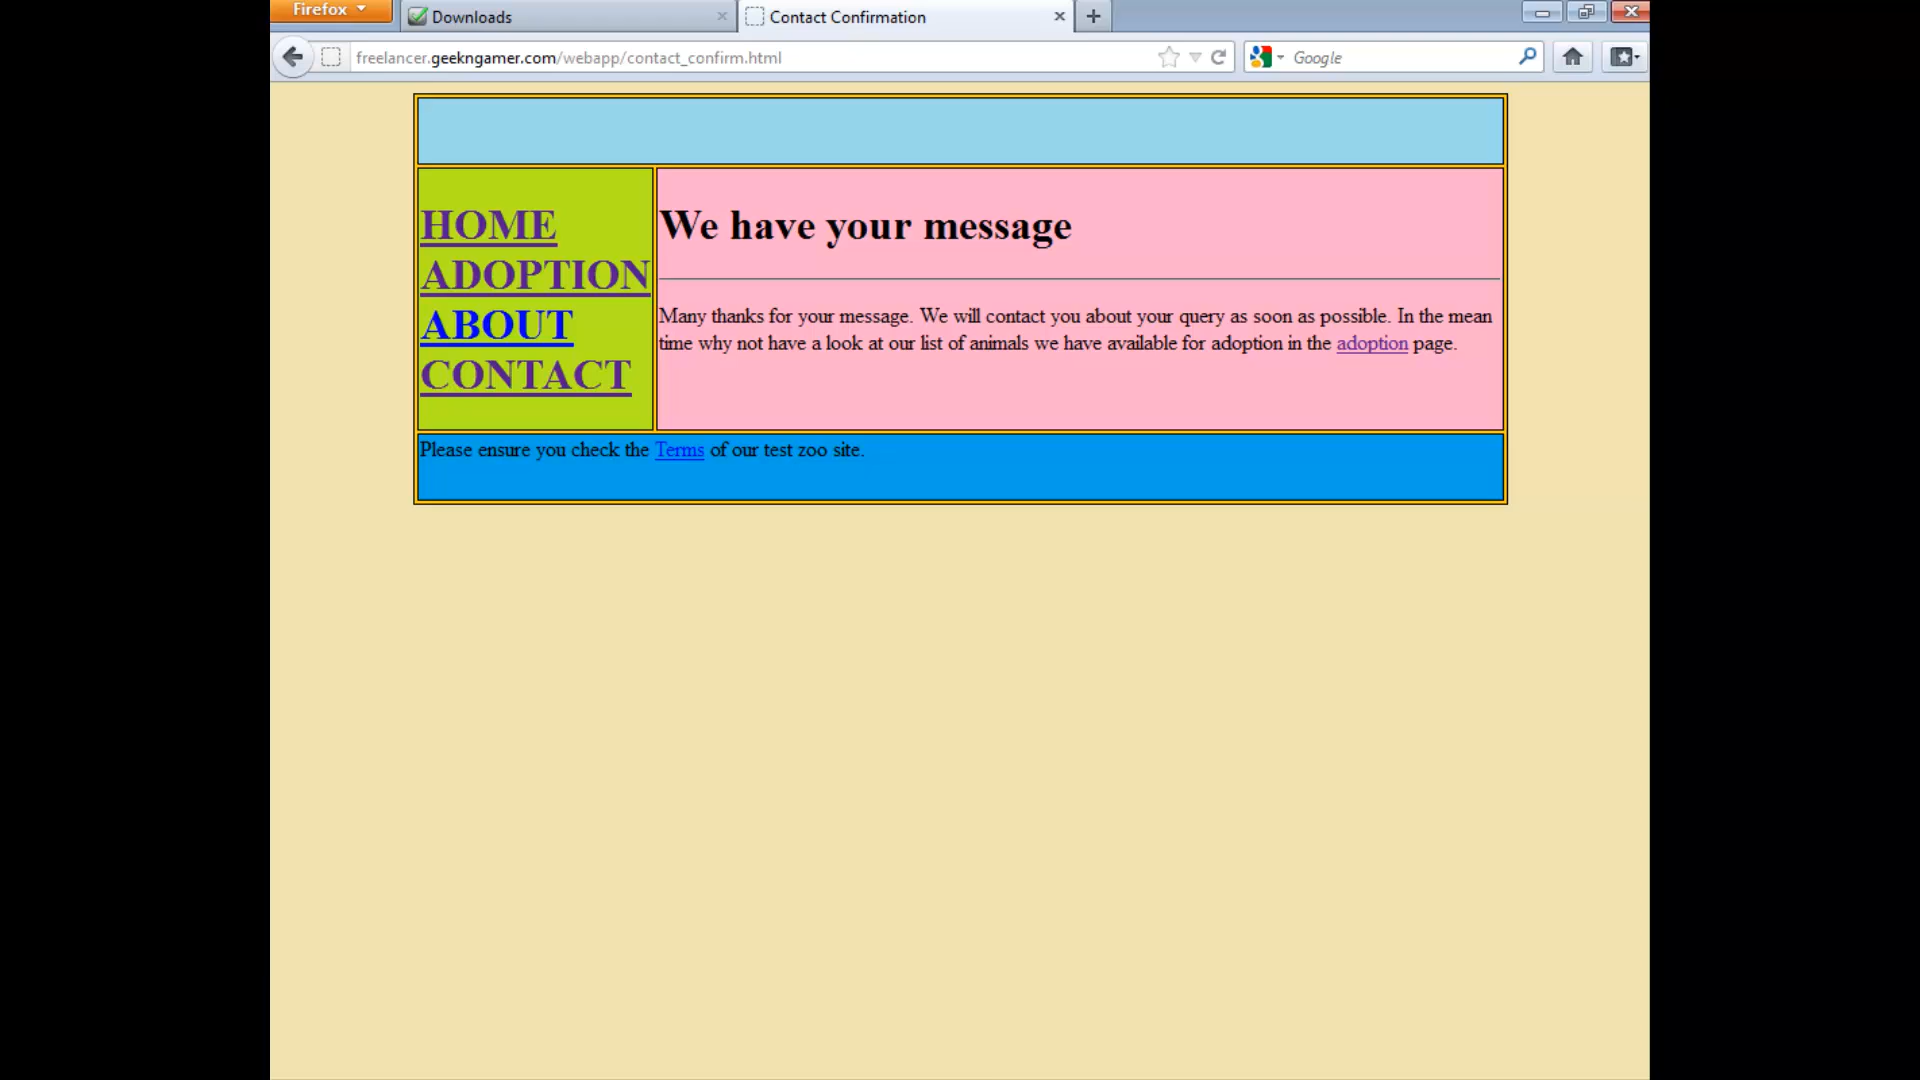 Firefox
Downloads
Contact Confirmation
freelancer.geekngamer.com/webapp/contact_confirm.html
Google
HOME
ADOPTION
ABOUT
CONTACT
We have your message
Many thanks for your message. We will contact you about your query as soon as possible. In the mean
time why not have a look at our list of animals we have available for adoption in the adoption page.
Please ensure you check the Terms of our test zoo site.